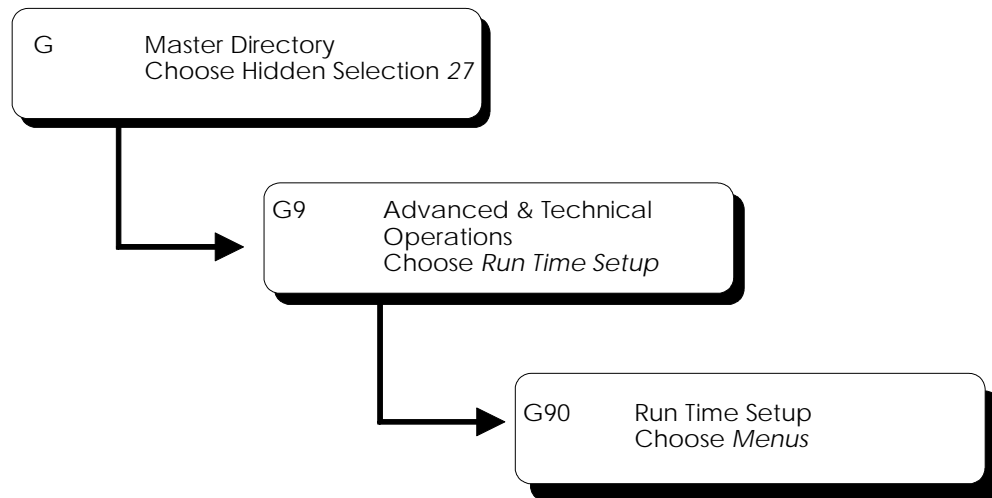 G Master Directory
Choose Hidden Selection 27
G9 Advanced & Technical
Operations
Choose Run Time Setup
G90 Run Time Setup
Choose Menus